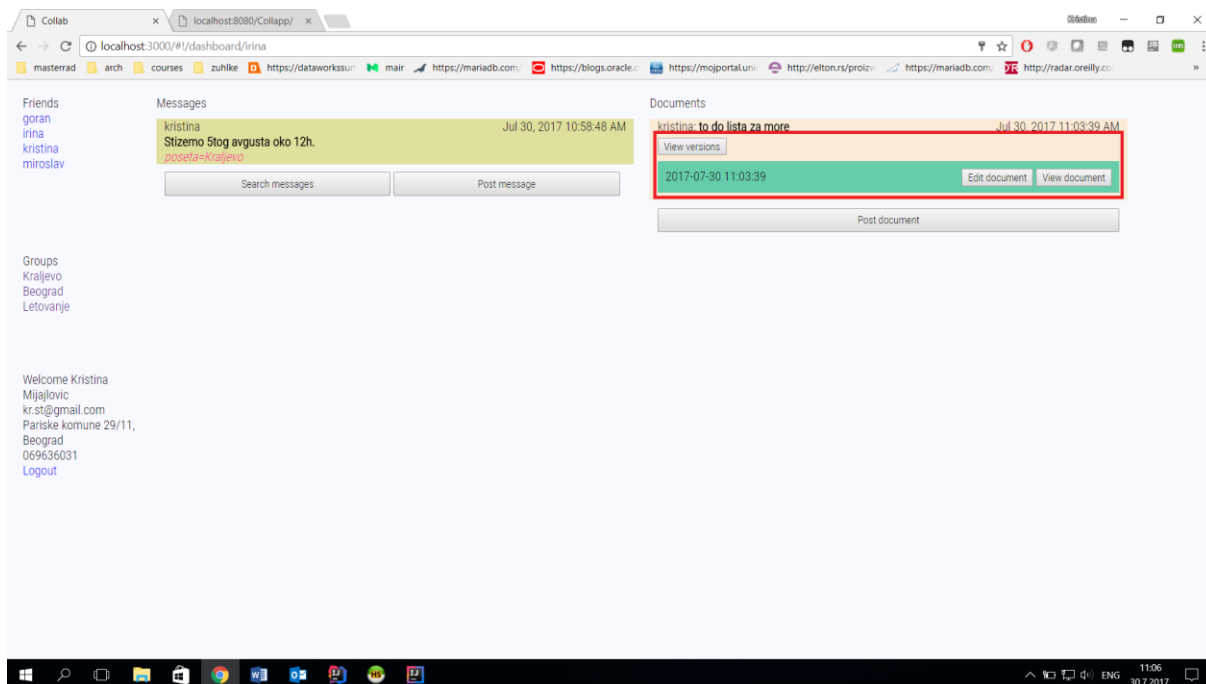 Collab
localhost:8080/Collapp/
Kristina
localhost:3000/#!/dashboard/irina
masterrad arch courses zuhlke https://dataworkssun mair https://mariadb.com/ https://blogs.oracle.c https://mojportal.uni http://elton.rs/proizv https://mariadb.com/ http://radar.oreilly.co
Friends
goran
irina
kristina
miroslav
Groups
Kraljevo
Beograd
Letovanje
Welcome Kristina
Mijajlovic
kr.st@gmail.com
Pariske komune 29/11,
Beograd
069636031
Logout
Messages
kristina Jul 30, 2017 10:58:48 AM
Stizemo 5tog avgusta oko 12h.
poseta=Kraljevo
Search messages Post message
Documents
kristina: to do lista za more Jul 30, 2017 11:03:39 AM
View versions
2017-07-30 11:03:39 Edit document View document
Post document
ENG
11:06
30.7.2017